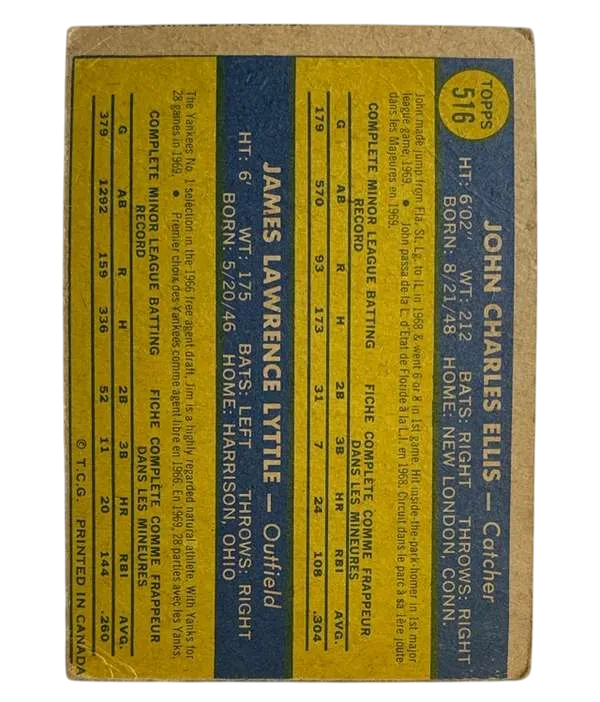 TOPPS
516
JOHN CHARLES ELLIS — Catcher
HT: 6'02" WT: 212 BATS: RIGHT THROWS: RIGHT
BORN: 8/21/48 HOME: NEW LONDON, CONN.
John made jump from Fla. St. Lg. to IL in 1968 & went 6 for 8 in 1st game. Hit inside-the-park-homer in 1st major
league game, 1969. • John passa de la L. d'Etat de Floride à la L.I. en 1968. Circuit dans le parc à sa 1ère joute
dans les Majeures en 1969.
COMPLETE MINOR LEAGUE BATTING RECORD FICHE COMPLÈTE COMME FRAPPEUR DANS LES MINEURES
G AB R H 2B 3B HR RBI AVG.
179 570 93 173 31 7 24 108 .304
JAMES LAWRENCE LYTTLE — Outfield
HT: 6' WT: 175 BATS: LEFT THROWS: RIGHT
BORN: 5/20/46 HOME: HARRISON, OHIO
The Yankees No. 1 selection in the 1966 free agent draft, Jim is a highly regarded natural athlete. With Yanks for
28 games in 1969. • Premier choix des Yankees comme agent libre en 1966. En 1969, 28 parties avec les Yanks.
COMPLETE MINOR LEAGUE BATTING RECORD FICHE COMPLÈTE COMME FRAPPEUR DANS LES MINEURES
G AB R H 2B 3B HR RBI AVG.
379 1292 159 336 52 11 20 144 .260
© T.C.G. PRINTED IN CANADA